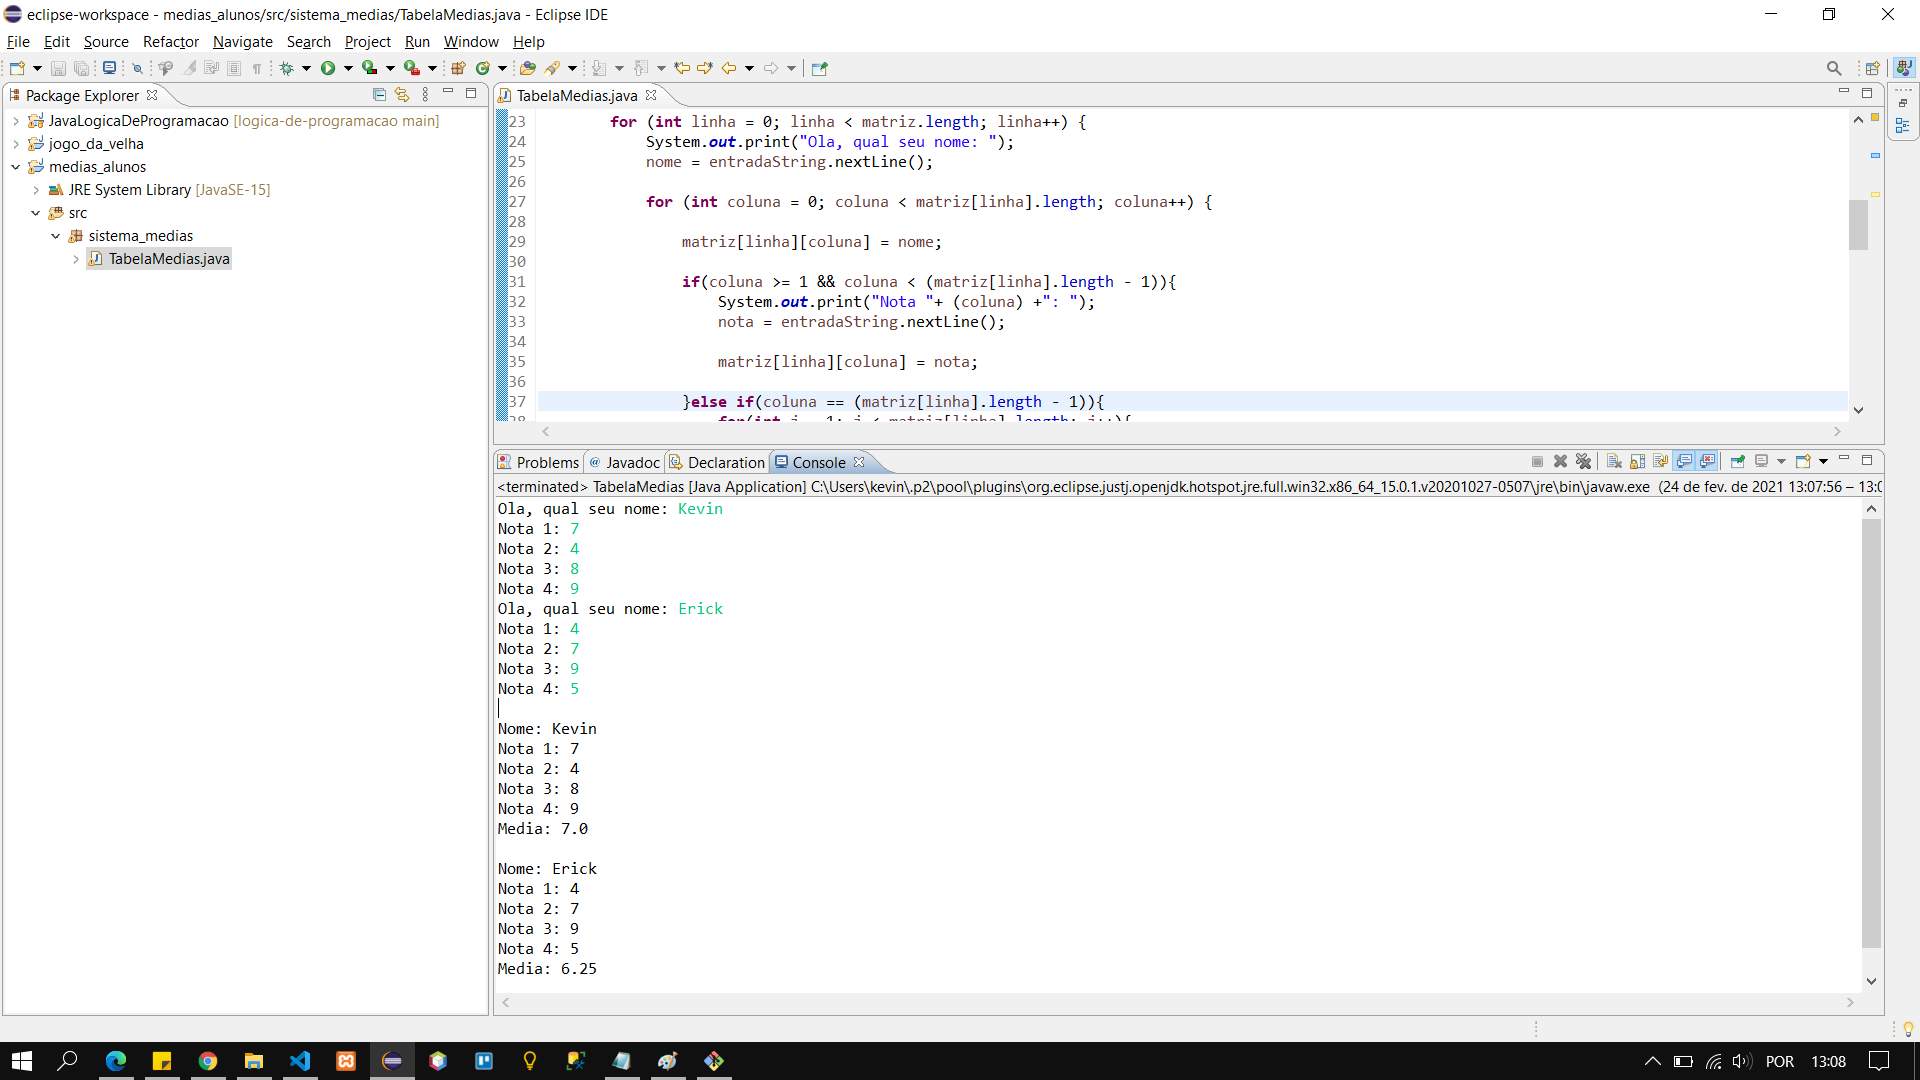 eclipse-workspace - medias_alunos/src/sistema_medias/TabelaMedias.java - Eclipse IDE
File Edit Source Refactor Navigate Search Project Run Window Help
Package Explorer
JavaLogicaDeProgramacao [logica-de-programacao main]
jogo_da_velha
medias_alunos
JRE System Library [JavaSE-15]
src
sistema_medias
TabelaMedias.java
TabelaMedias.java
23 for (int linha = 0; linha < matriz.length; linha++) {
24 System.out.print("Ola, qual seu nome: ");
25 nome = entradaString.nextLine();
26
27 for (int coluna = 0; coluna < matriz[linha].length; coluna++) {
28
29 matriz[linha][coluna] = nome;
30
31 if(coluna >= 1 && coluna < (matriz[linha].length - 1)){
32 System.out.print("Nota "+ (coluna) +": ");
33 nota = entradaString.nextLine();
34
35 matriz[linha][coluna] = nota;
36
37 }else if(coluna == (matriz[linha].length - 1)){
Problems Javadoc Declaration Console
<terminated> TabelaMedias [Java Application] C:\Users\kevin\.p2\pool\plugins\org.eclipse.justj.openjdk.hotspot.jre.full.win32.x86_64_15.0.1.v20201027-0507\jre\bin\javaw.exe (24 de fev. de 2021 13:07:56 – 13:0
Ola, qual seu nome: Kevin
Nota 1: 7
Nota 2: 4
Nota 3: 8
Nota 4: 9
Ola, qual seu nome: Erick
Nota 1: 4
Nota 2: 7
Nota 3: 9
Nota 4: 5
Nome: Kevin
Nota 1: 7
Nota 2: 4
Nota 3: 8
Nota 4: 9
Media: 7.0
Nome: Erick
Nota 1: 4
Nota 2: 7
Nota 3: 9
Nota 4: 5
Media: 6.25
POR 13:08